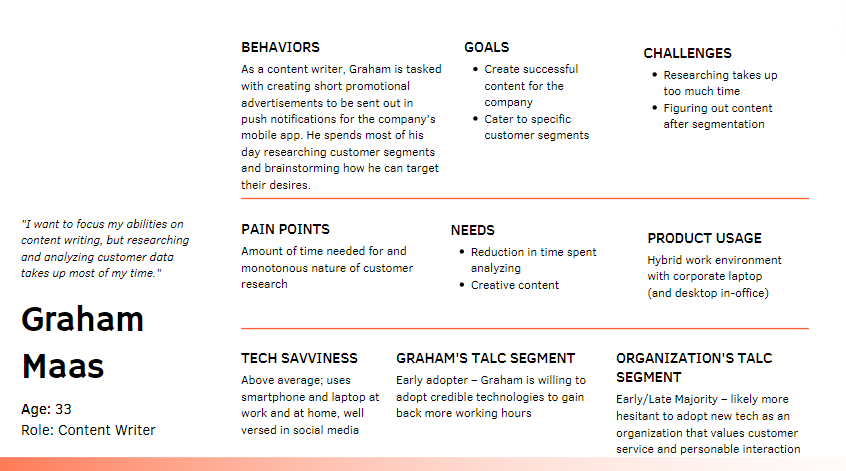 "I want to focus my abilities on
content writing, but researching
and analyzing customer data
takes up most of my time."
Graham
Maas
Age: 33
Role: Content Writer
BEHAVIORS
As a content writer, Graham is tasked
with creating short promotional
advertisements to be sent out in
push notifications for the company's
mobile app. He spends most of his
day researching customer segments
and brainstorming how he can target
their desires.
GOALS
• Create successful
content for the
company
• Cater to specific
customer segments
CHALLENGES
• Researching takes up
too much time
• Figuring out content
after segmentation
PAIN POINTS
Amount of time needed for and
monotonous nature of customer
research
NEEDS
• Reduction in time spent
analyzing
• Creative content
PRODUCT USAGE
Hybrid work environment
with corporate laptop
(and desktop in-office)
TECH SAVVINESS
Above average; uses
smartphone and laptop at
work and at home, well
versed in social media
GRAHAM'S TALC SEGMENT
Early adopter – Graham is willing to
adopt credible technologies to gain
back more working hours
ORGANIZATION'S TALC
SEGMENT
Early/Late Majority – likely more
hesitant to adopt new tech as an
organization that values customer
service and personable interaction